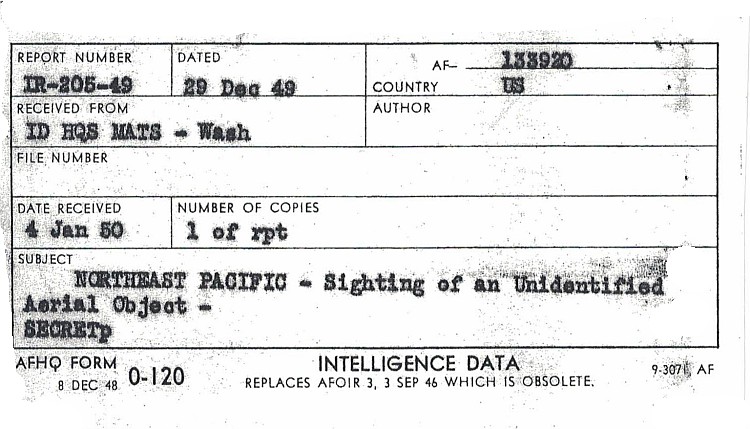 REPORT NUMBER
IR-205-49
DATED
29 Dec 49
AF- 133920
COUNTRY US
RECEIVED FROM
ID HQS MATS - Wash
AUTHOR
FILE NUMBER
DATE RECEIVED
4 Jan 50
NUMBER OF COPIES
1 of rpt
SUBJECT
NORTHEAST PACIFIC - Sighting of an Unidentified
Aerial Object -
SECRETp
AFHQ FORM
8 DEC 48 0-120
INTELLIGENCE DATA
REPLACES AFOIR 3, 3 SEP 46 WHICH IS OBSOLETE.
9-3071, AF